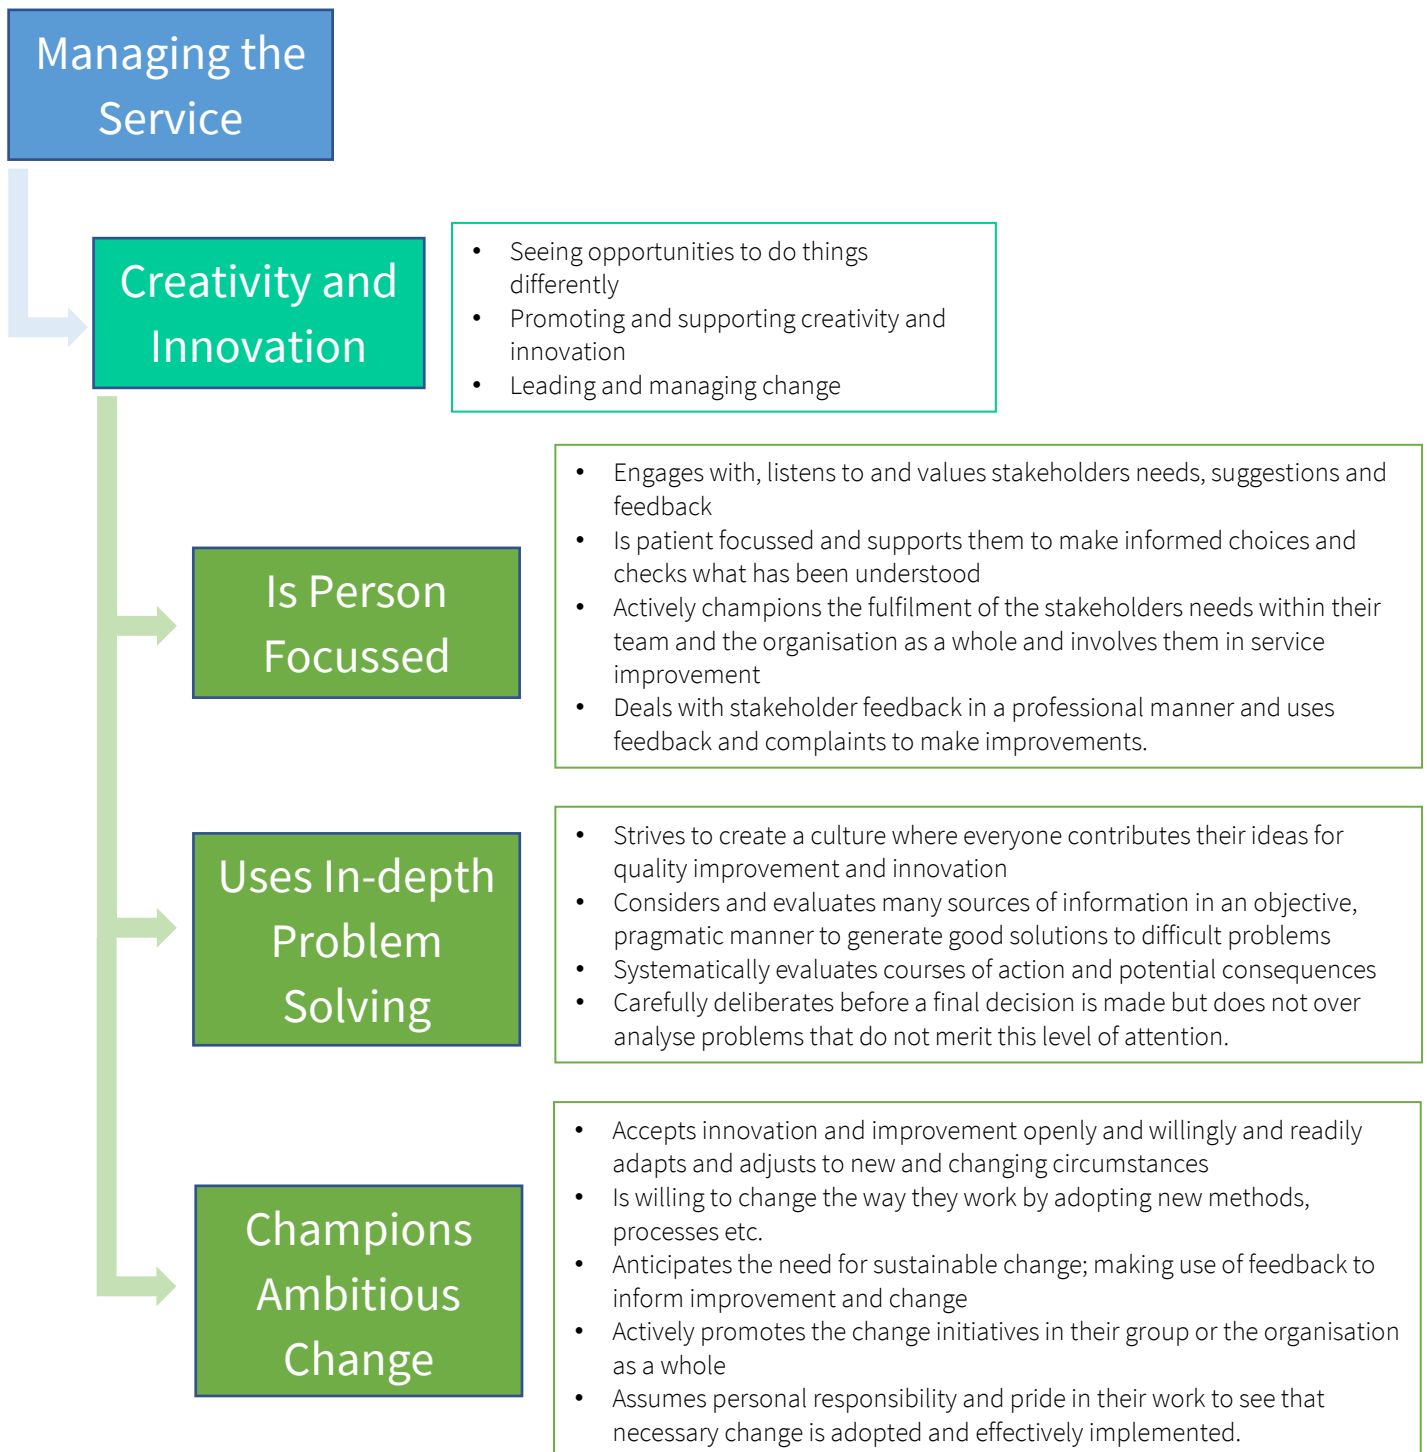 Managing the
Service
Creativity and
Innovation
• Seeing opportunities to do things
differently
• Promoting and supporting creativity and
innovation
• Leading and managing change
Is Person
Focussed
• Engages with, listens to and values stakeholders needs, suggestions and
feedback
• Is patient focussed and supports them to make informed choices and
checks what has been understood
• Actively champions the fulfilment of the stakeholders needs within their
team and the organisation as a whole and involves them in service
improvement
• Deals with stakeholder feedback in a professional manner and uses
feedback and complaints to make improvements.
Uses In-depth
Problem
Solving
• Strives to create a culture where everyone contributes their ideas for
quality improvement and innovation
• Considers and evaluates many sources of information in an objective,
pragmatic manner to generate good solutions to difficult problems
• Systematically evaluates courses of action and potential consequences
• Carefully deliberates before a final decision is made but does not over
analyse problems that do not merit this level of attention.
Champions
Ambitious
Change
• Accepts innovation and improvement openly and willingly and readily
adapts and adjusts to new and changing circumstances
• Is willing to change the way they work by adopting new methods,
processes etc.
• Anticipates the need for sustainable change; making use of feedback to
inform improvement and change
• Actively promotes the change initiatives in their group or the organisation
as a whole
• Assumes personal responsibility and pride in their work to see that
necessary change is adopted and effectively implemented.